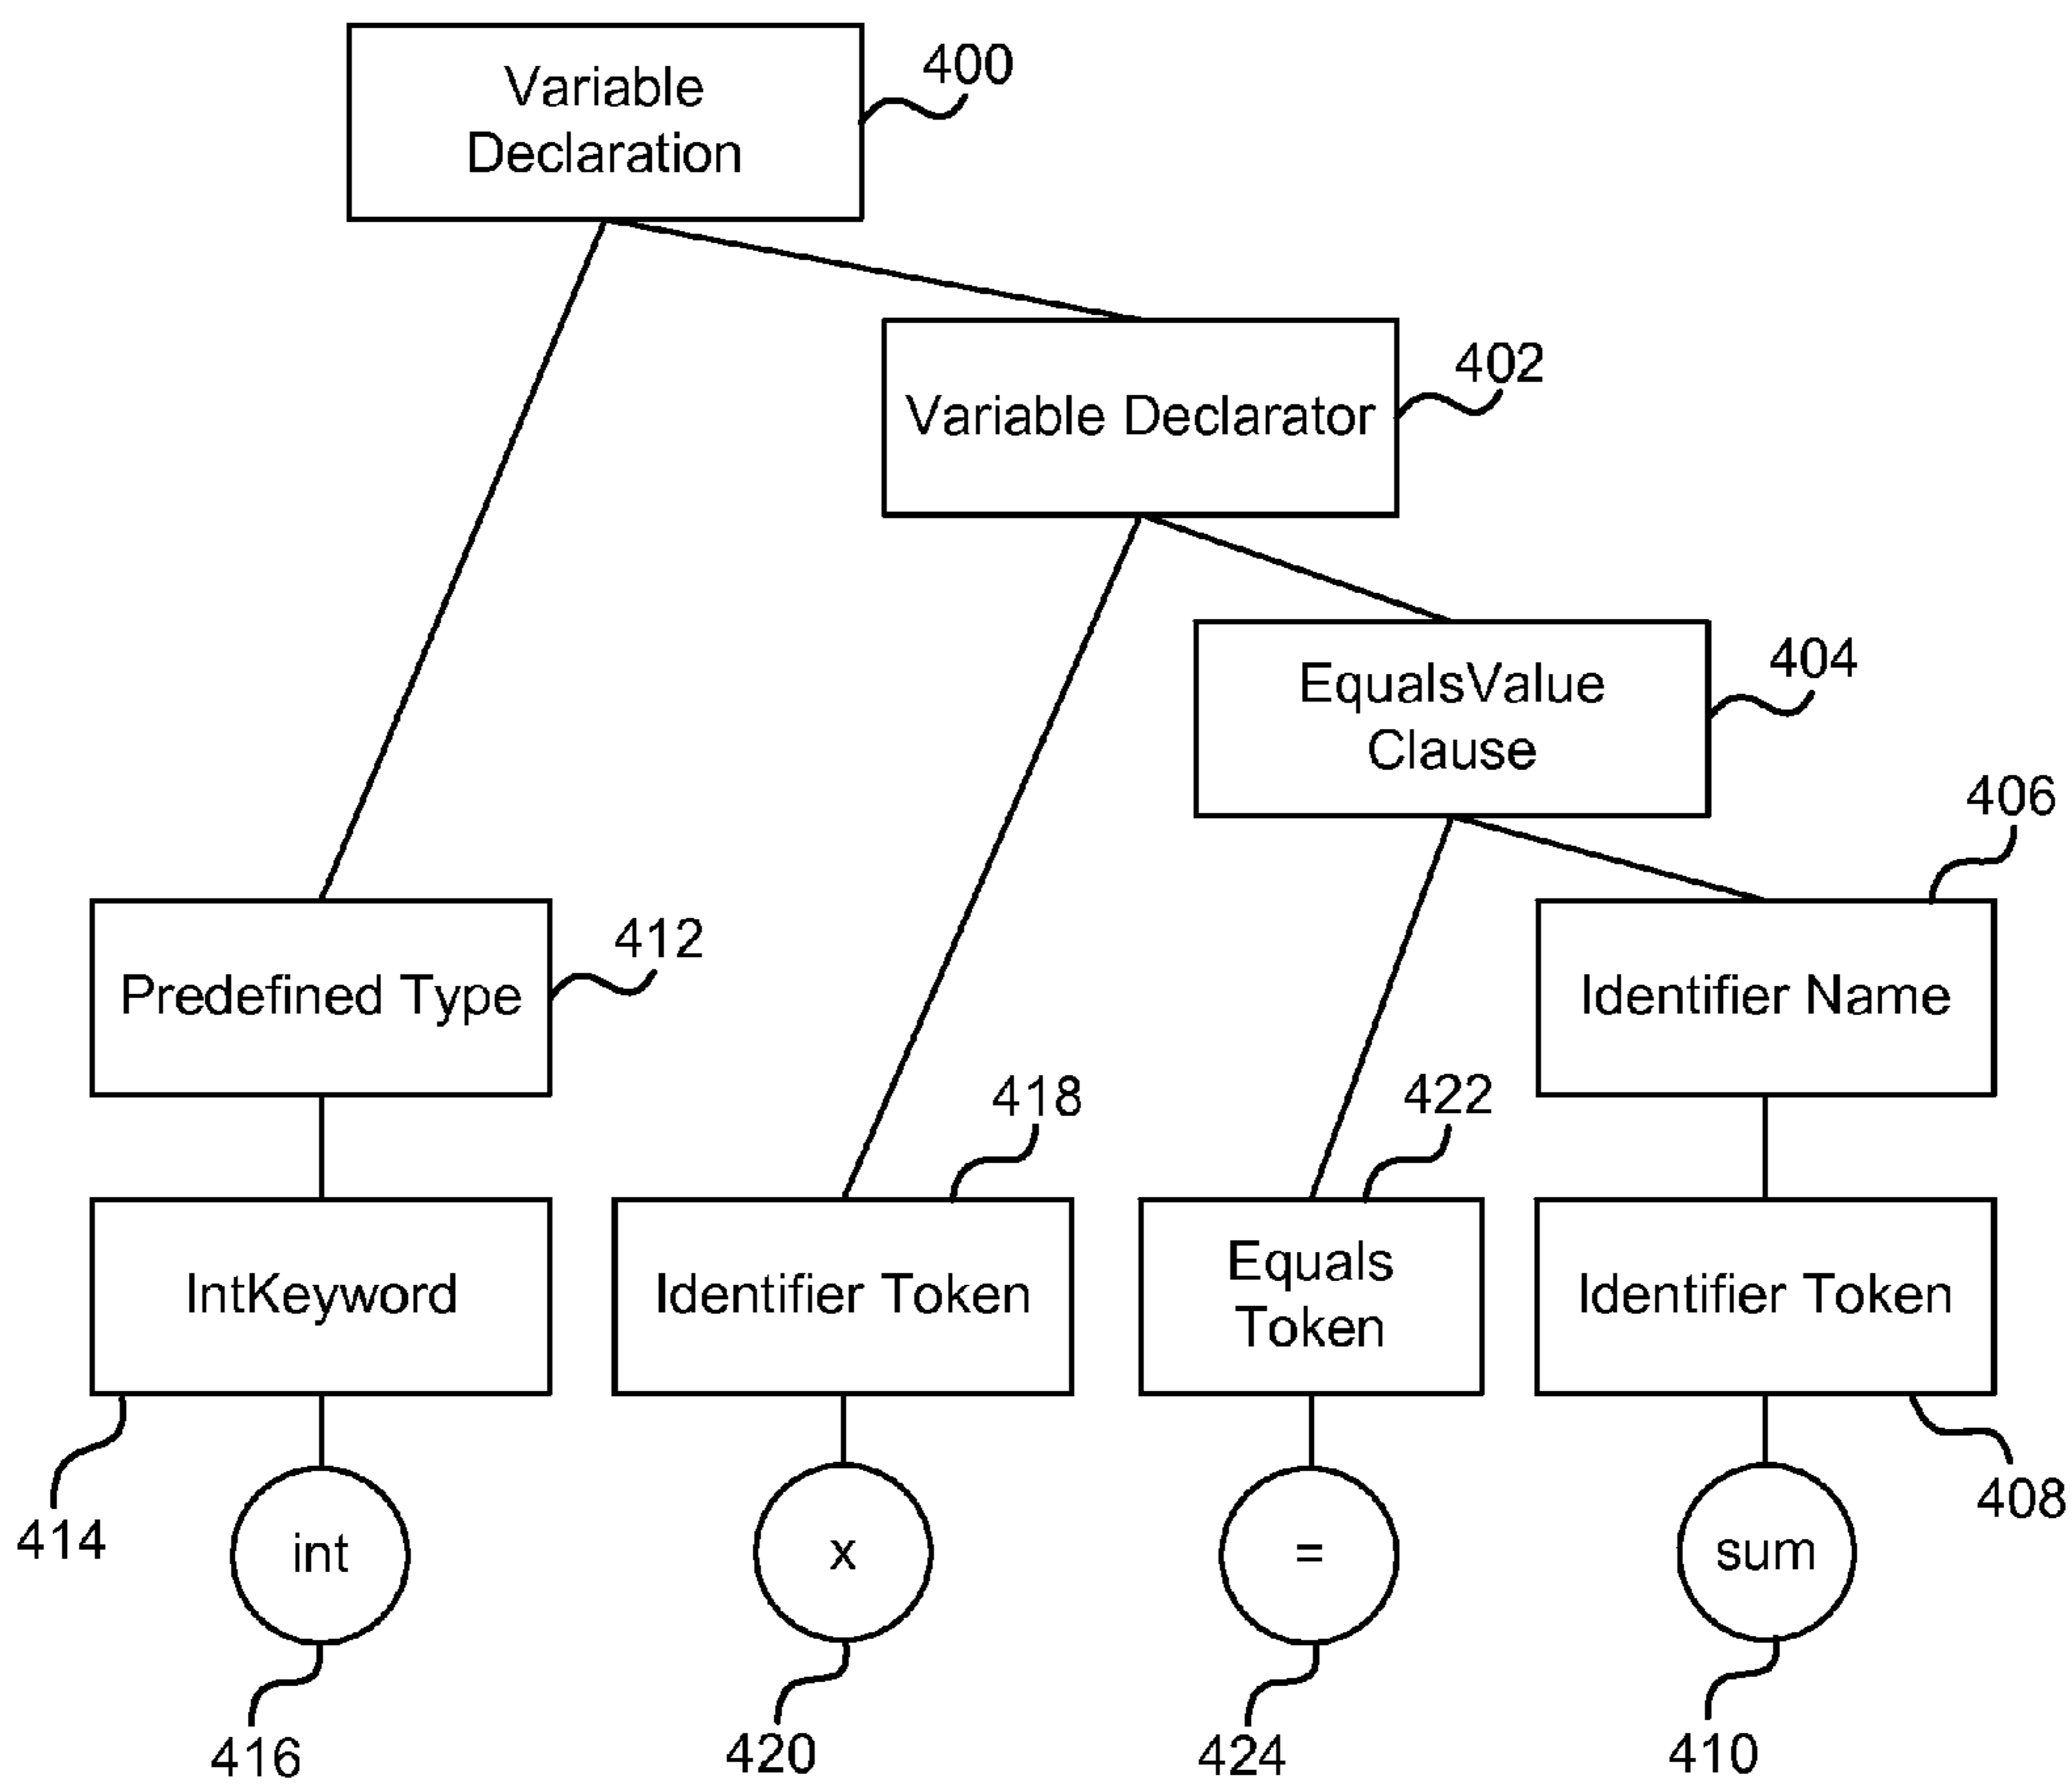 Variable
Declaration
400
Variable Declarator
402
EqualsValue
Clause
404
406
Predefined Type
412
Identifier Name
418
422
IntKeyword
Identifier Token
Equals
Token
Identifier Token
414
408
int
x
=
sum
416
420
424
410